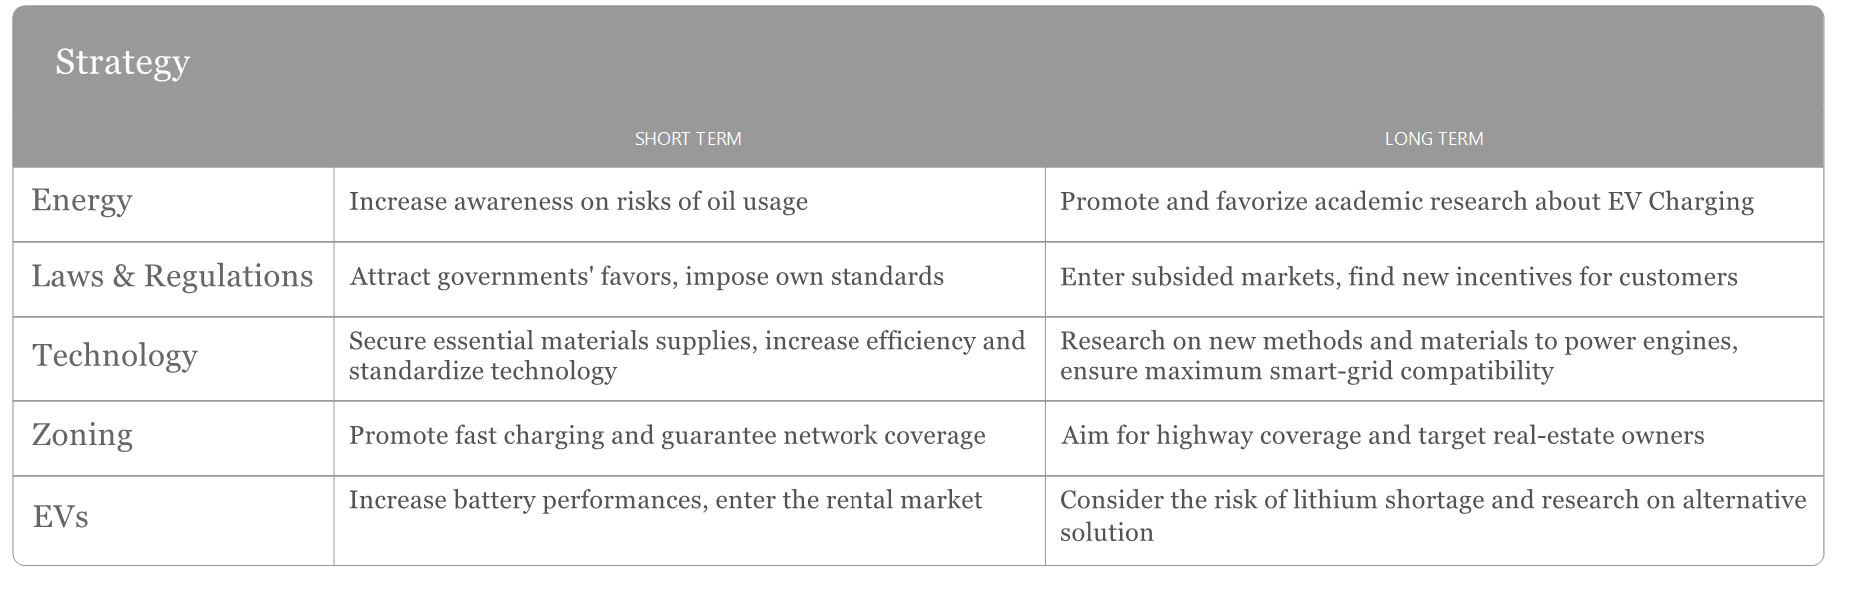 Strategy
SHORT TERM
LONG TERM
Energy
Increase awareness on risks of oil usage
Promote and favorize academic research about EV Charging
Laws & Regulations
Attract governments' favors, impose own standards
Enter subsided markets, find new incentives for customers
Technology
Secure essential materials supplies, increase efficiency and
standardize technology
Research on new methods and materials to power engines,
ensure maximum smart-grid compatibility
Zoning
Promote fast charging and guarantee network coverage
Aim for highway coverage and target real-estate owners
EVs
Increase battery performances, enter the rental market
Consider the risk of lithium shortage and research on alternative
solution